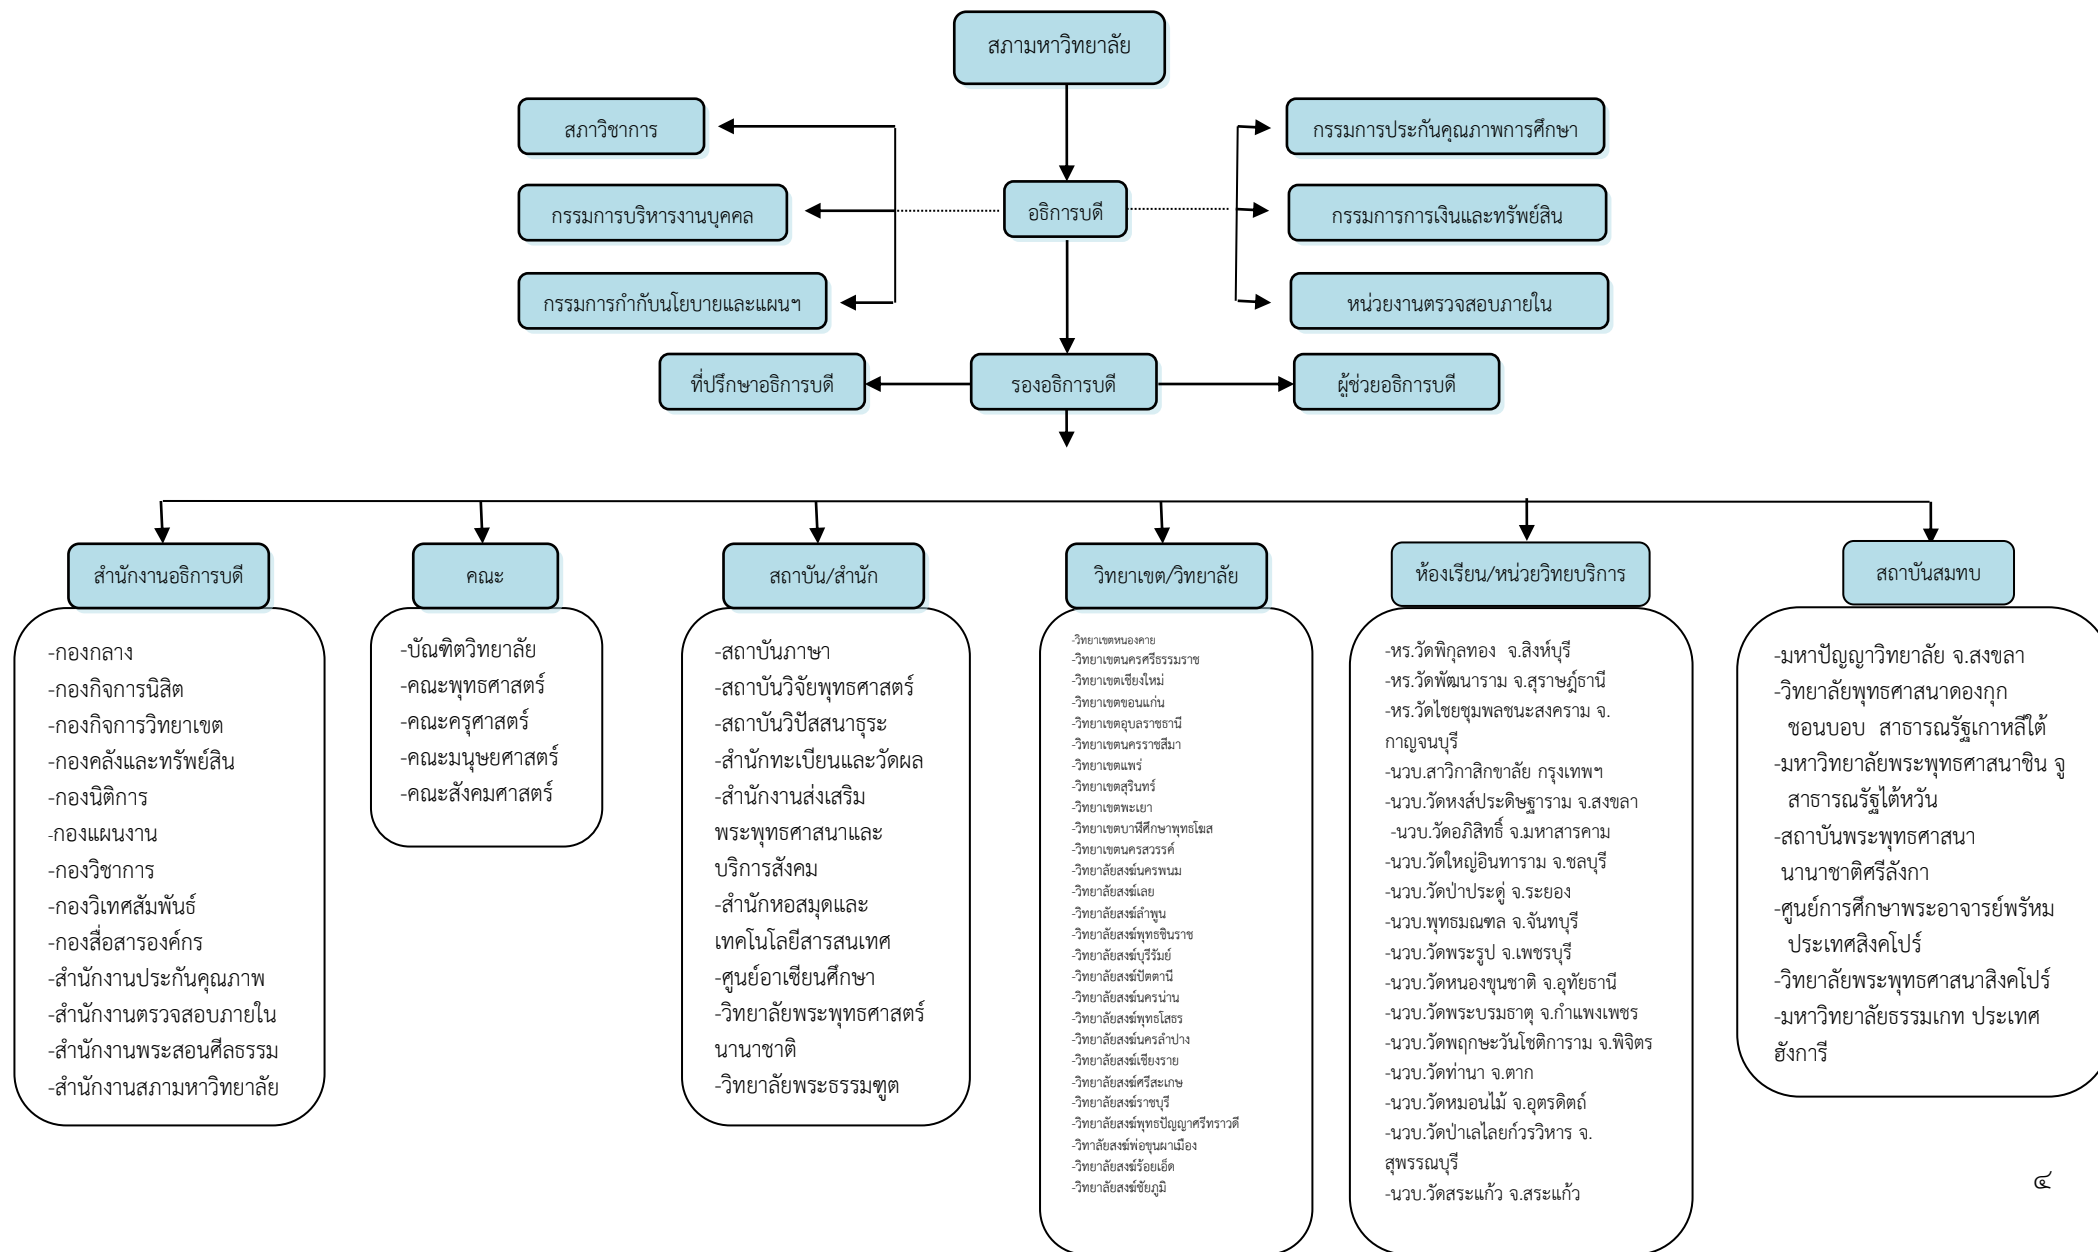 สภามหาวิทยาลัย
สภาวิชาการ
กรรมการประกันคุณภาพการศึกษา
กรรมการบริหารงานบุคคล
อธิการบดี
กรรมการการเงินและทรัพย์สิน
กรรมการกำกับนโยบายและแผนฯ
หน่วยงานตรวจสอบภายใน
ที่ปรึกษาอธิการบดี
รองอธิการบดี
ผู้ช่วยอธิการบดี
สำนักงานอธิการบดี
-กองกลาง
-กองกิจการนิสิต
-กองกิจการวิทยาเขต
-กองคลังและทรัพย์สิน
-กองนิติการ
-กองแผนงาน
-กองวิชาการ
-กองวิเทศสัมพันธ์
-กองสื่อสารองค์กร
-สำนักงานประกันคุณภาพ
-สำนักงานตรวจสอบภายใน
-สำนักงานพระสอนศีลธรรม
-สำนักงานสภามหาวิทยาลัย
คณะ
-บัณฑิตวิทยาลัย
-คณะพุทธศาสตร์
-คณะครุศาสตร์
-คณะมนุษยศาสตร์
-คณะสังคมศาสตร์
สถาบัน/สำนัก
-สถาบันภาษา
-สถาบันวิจัยพุทธศาสตร์
-สถาบันวิปัสสนาธุระ
-สำนักทะเบียนและวัดผล
-สำนักงานส่งเสริม
พระพุทธศาสนาและ
บริการสังคม
-สำนักหอสมุดและ
เทคโนโลยีสารสนเทศ
-ศูนย์อาเซียนศึกษา
-วิทยาลัยพระพุทธศาสตร์
นานาชาติ
-วิทยาลัยพระธรรมฑูต
วิทยาเขต/วิทยาลัย
-วิทยาเขตหนองคาย
-วิทยาเขตนครศรีธรรมราช
-วิทยาเขตเชียงใหม่
-วิทยาเขตขอนแก่น
-วิทยาเขตอุบลราชธานี
-วิทยาเขตนครราชสีมา
-วิทยาเขตแพร่
-วิทยาเขตสุรินทร์
-วิทยาเขตพะเยา
-วิทยาเขตบาฬีศึกษาพุทธโฆส
-วิทยาเขตนครสวรรค์
-วิทยาลัยสงฆ์นครพนม
-วิทยาลัยสงฆ์เลย
-วิทยาลัยสงฆ์ลำพูน
-วิทยาลัยสงฆ์พุทธชินราช
-วิทยาลัยสงฆ์บุรีรัมย์
-วิทยาลัยสงฆ์ปัตตานี
-วิทยาลัยสงฆ์นครน่าน
-วิทยาลัยสงฆ์พุทธโสธร
-วิทยาลัยสงฆ์นครลำปาง
-วิทยาลัยสงฆ์เชียงราย
-วิทยาลัยสงฆ์ศรีสะเกษ
-วิทยาลัยสงฆ์ราชบุรี
-วิทยาลัยสงฆ์พุทธปัญญาศรีทราวดี
-วิทาลัยสงฆ์พ่อขุนผาเมือง
-วิทยาลัยสงฆ์ร้อยเอ็ด
-วิทยาลัยสงฆ์ชัยภูมิ
ห้องเรียน/หน่วยวิทยบริการ
-หร.วัดพิกุลทอง จ.สิงห์บุรี
-หร.วัดพัฒนาราม จ.สุราษฎ์ธานี
-หร.วัดไชยชุมพลชนะสงคราม จ.
กาญจนบุรี
-นวบ.สาวิกาสิกขาลัย กรุงเทพฯ
-นวบ.วัดหงส์ประดิษฐาราม จ.สงขลา
-นวบ.วัดอภิสิทธิ์ จ.มหาสารคาม
-นวบ.วัดใหญ่อินทาราม จ.ชลบุรี
-นวบ.วัดป่าประดู่ จ.ระยอง
-นวบ.พุทธมณฑล จ.จันทบุรี
-นวบ.วัดพระรูป จ.เพชรบุรี
-นวบ.วัดหนองขุนชาติ จ.อุทัยธานี
-นวบ.วัดพระบรมธาตุ จ.กำแพงเพชร
-นวบ.วัดพฤกษะวันโชติการาม จ.พิจิตร
-นวบ.วัดท่านา จ.ตาก
-นวบ.วัดหมอนไม้ จ.อุตรดิตถ์
-นวบ.วัดป่าเลไลยก์วรวิหาร จ.
สุพรรณบุรี
-นวบ.วัดสระแก้ว จ.สระแก้ว
สถาบันสมทบ
-มหาปัญญาวิทยาลัย จ.สงขลา
-วิทยาลัยพุทธศาสนาดองกุก
ชอนบอบ สาธารณรัฐเกาหลีใต้
-มหาวิทยาลัยพระพุทธศาสนาชิน จู
สาธารณรัฐไต้หวัน
-สถาบันพระพุทธศาสนา
นานาชาติศรีลังกา
-ศูนย์การศึกษาพระอาจารย์พรัหม
ประเทศสิงคโปร์
-วิทยาลัยพระพุทธศาสนาสิงคโปร์
-มหาวิทยาลัยธรรมเกท ประเทศ
ฮังการี
๔